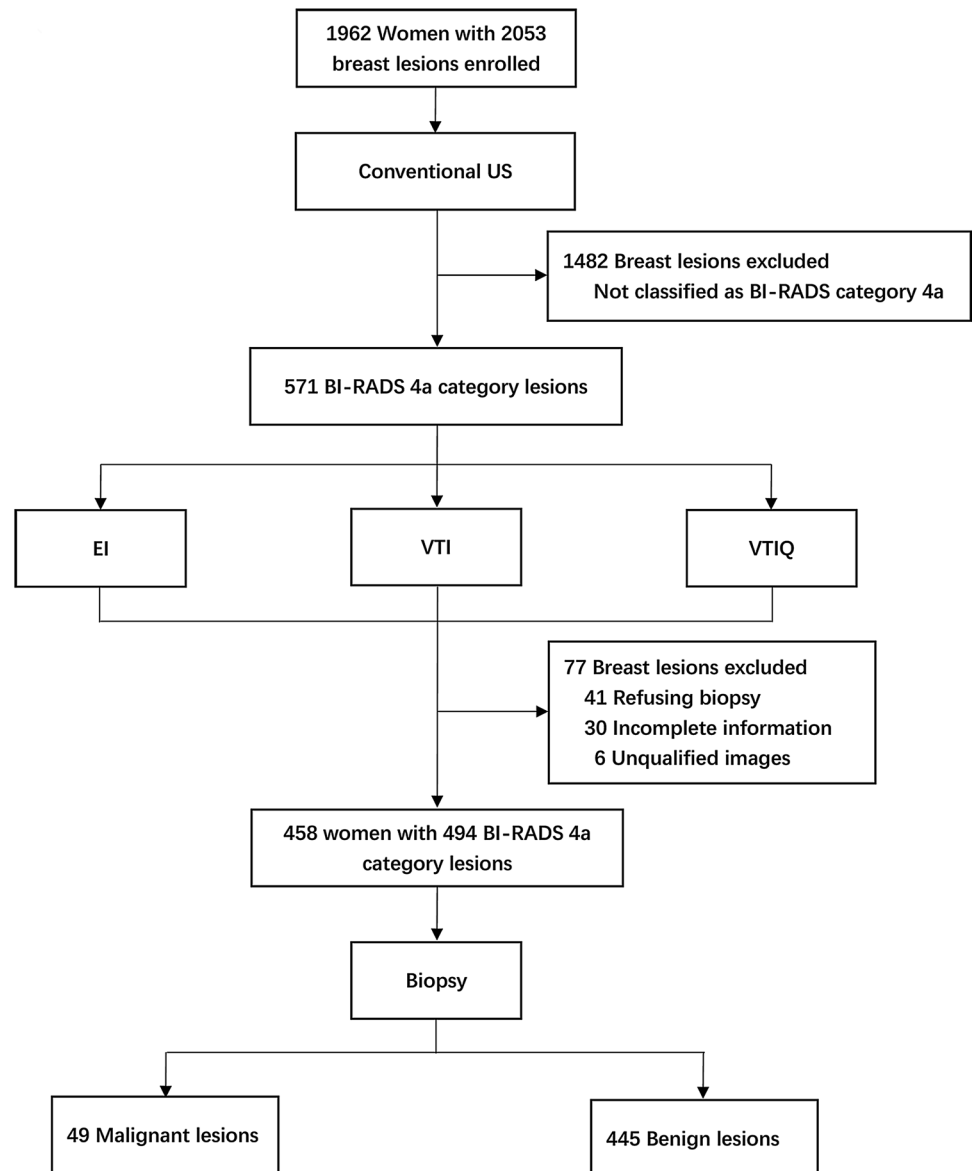 1962 Women with 2053
breast lesions enrolled
Conventional US
1482 Breast lesions excluded
Not classified as BI-RADS category 4a
571 BI-RADS 4a category lesions
EI
VTI
VTIQ
77 Breast lesions excluded
41 Refusing biopsy
30 Incomplete information
6 Unqualified images
458 women with 494 BI-RADS 4a
category lesions
Biopsy
49 Malignant lesions
445 Benign lesions